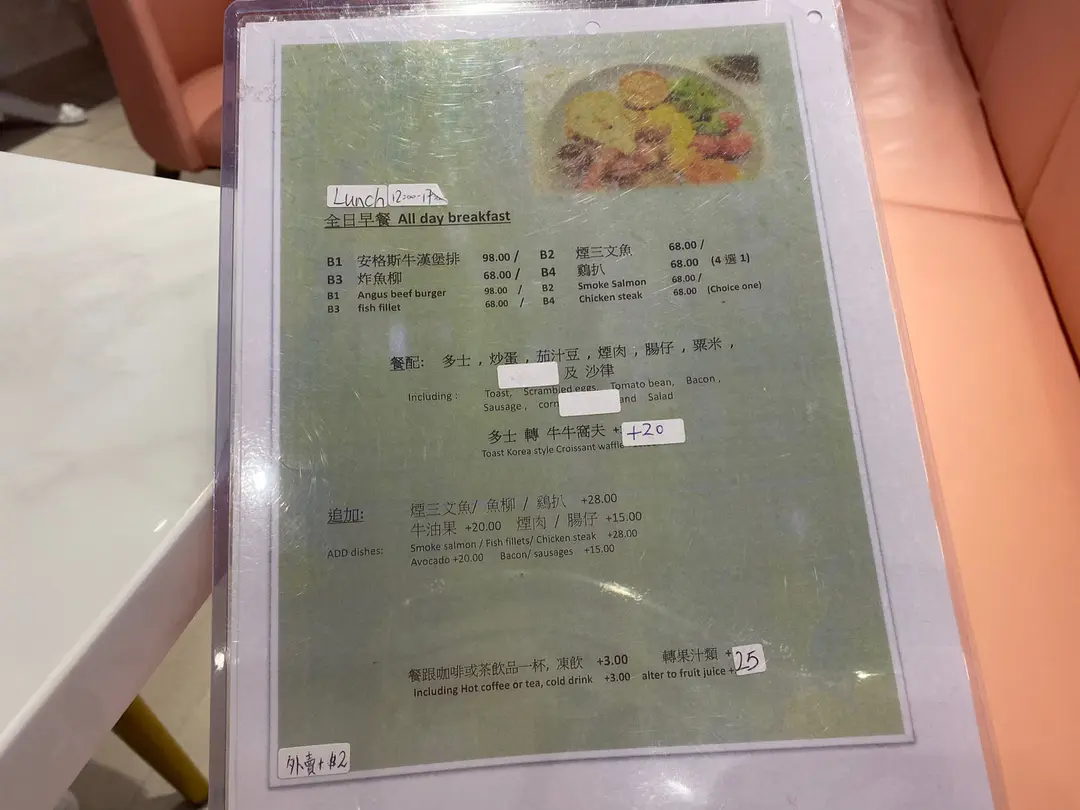 Lunch 12:00-17
全日早餐 All day breakfast
B1 安格斯牛漢堡排 98.00 / B2 煙三文魚 68.00 /
B3 炸魚柳 68.00 / B4 鷄扒 68.00 (4 選 1)
B1 Angus beef burger 98.00 / B2 Smoke Salmon 68.00 /
B3 fish fillet 68.00 / B4 Chicken steak 68.00 (Choice one)
餐配: 多士 , 炒蛋 , 茄汁豆 , 煙肉 , 腸仔 , 粟米 ,
及 沙律
Including : Toast, Scrambled eggs, Tomato bean, Bacon ,
Sausage , corn and Salad
多士 轉 牛牛窩夫 +20
Toast Korea style Croissant waffle
追加: 煙三文魚/ 魚柳 / 鷄扒 +28.00
牛油果 +20.00 煙肉 / 腸仔 +15.00
ADD dishes: Smoke salmon / Fish fillets/ Chicken steak +28.00
Avocado +20.00 Bacon/ sausages +15.00
餐跟咖啡或茶飲品一杯, 凍飲 +3.00 轉果汁類 + 25
Including Hot coffee or tea, cold drink +3.00 alter to fruit juice +
外賣 + $2